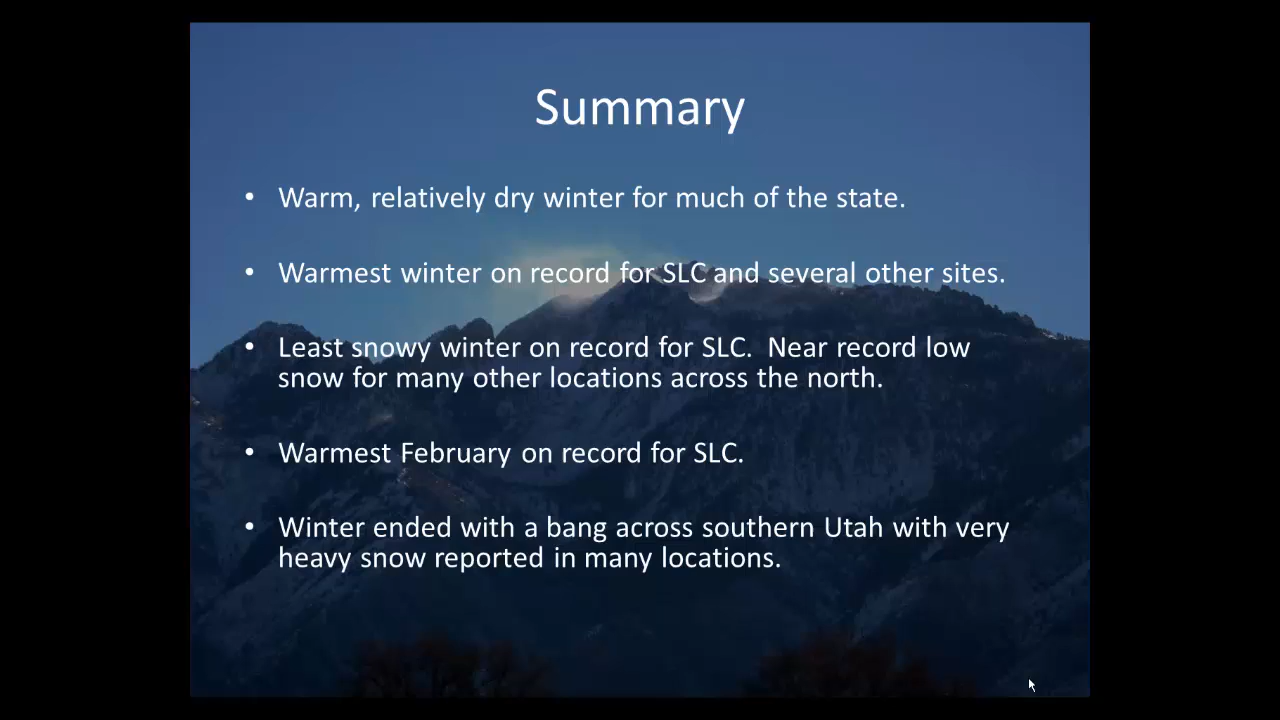 Summary
• Warm, relatively dry winter for much of the state.
• Warmest winter on record for SLC and several other sites.
• Least snowy winter on record for SLC.  Near record low
snow for many other locations across the north.
• Warmest February on record for SLC.
• Winter ended with a bang across southern Utah with very
heavy snow reported in many locations.